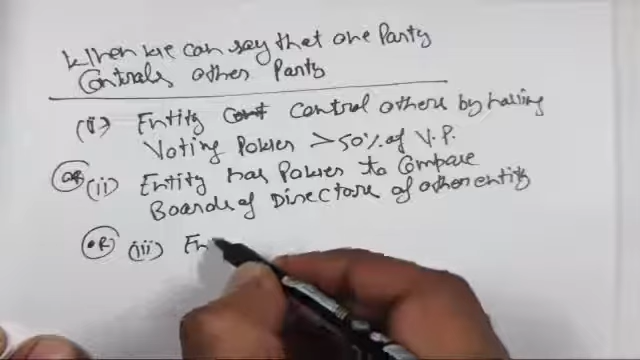 When we can say that one Party
Controls other Party
(i) Entity Cont control others by having
Voting Power > 50% of V.P.
OR (ii) Entity has Power to Compose
Boards of Directors of other entity
OR (iii) En